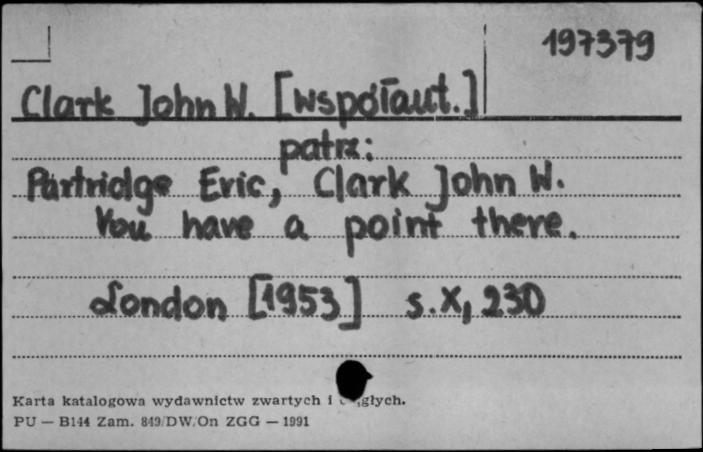 197379
Clark John W. [współaut.]
patrz:
Partridge Eric, Clark John W.
You have a point there.
London [1953] s. X, 230
Karta katalogowa wydawnictw zwartych i
PU — B144 Zam. 849/DW/On ZGG — 1991